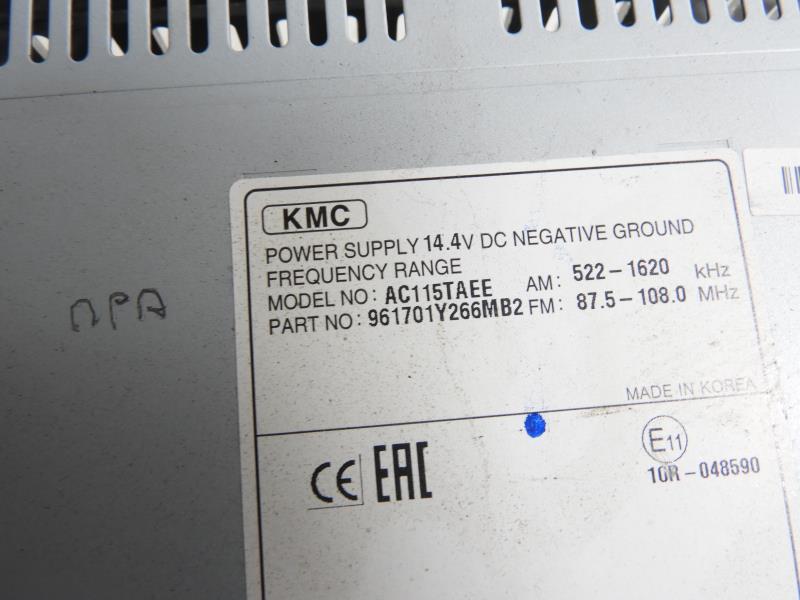 KMC
POWER SUPPLY 14.4V DC NEGATIVE GROUND
FREQUENCY RANGE
MODEL NO: AC115TAEE AM: 522-1620 kHz
PART NO: 961701Y266MB2 FM: 87.5-108.0 MHz
MADE IN KOREA
CE EAC E11
10R-048590
ПРА